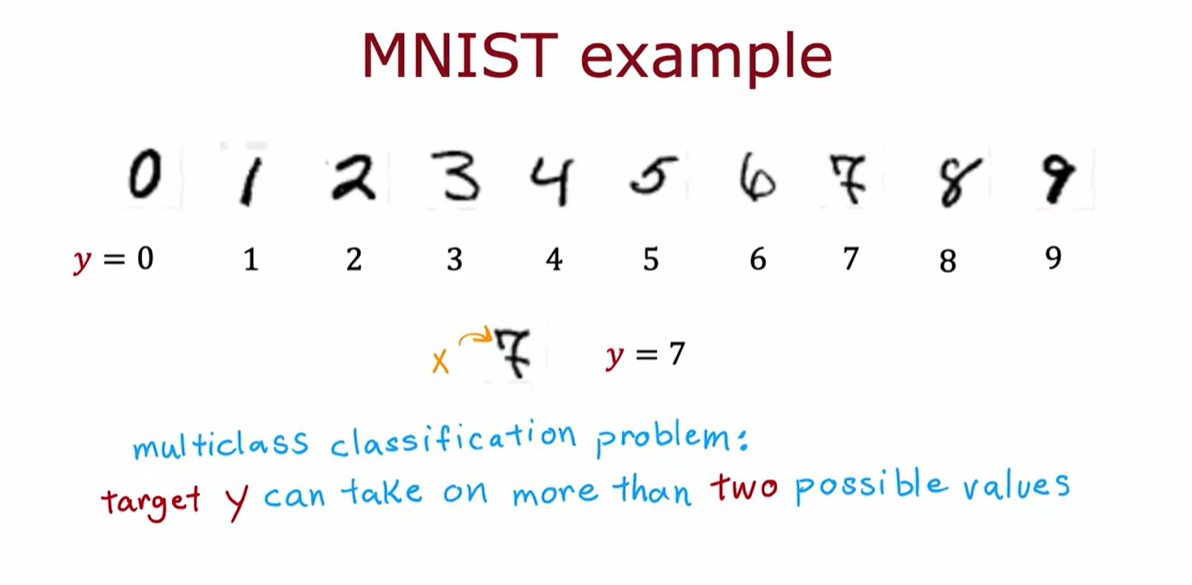 MNIST example
0 1 2 3 4 5 6 7 8 9
y = 0 1 2 3 4 5 6 7 8 9
x 7 y = 7
multiclass classification problem:
target y can take on more than two possible values